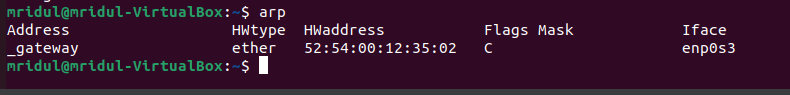 mridul@mridul-VirtualBox:~$ arp
Address HWtype HWaddress Flags Mask Iface
_gateway ether 52:54:00:12:35:02 C enp0s3
mridul@mridul-VirtualBox:~$